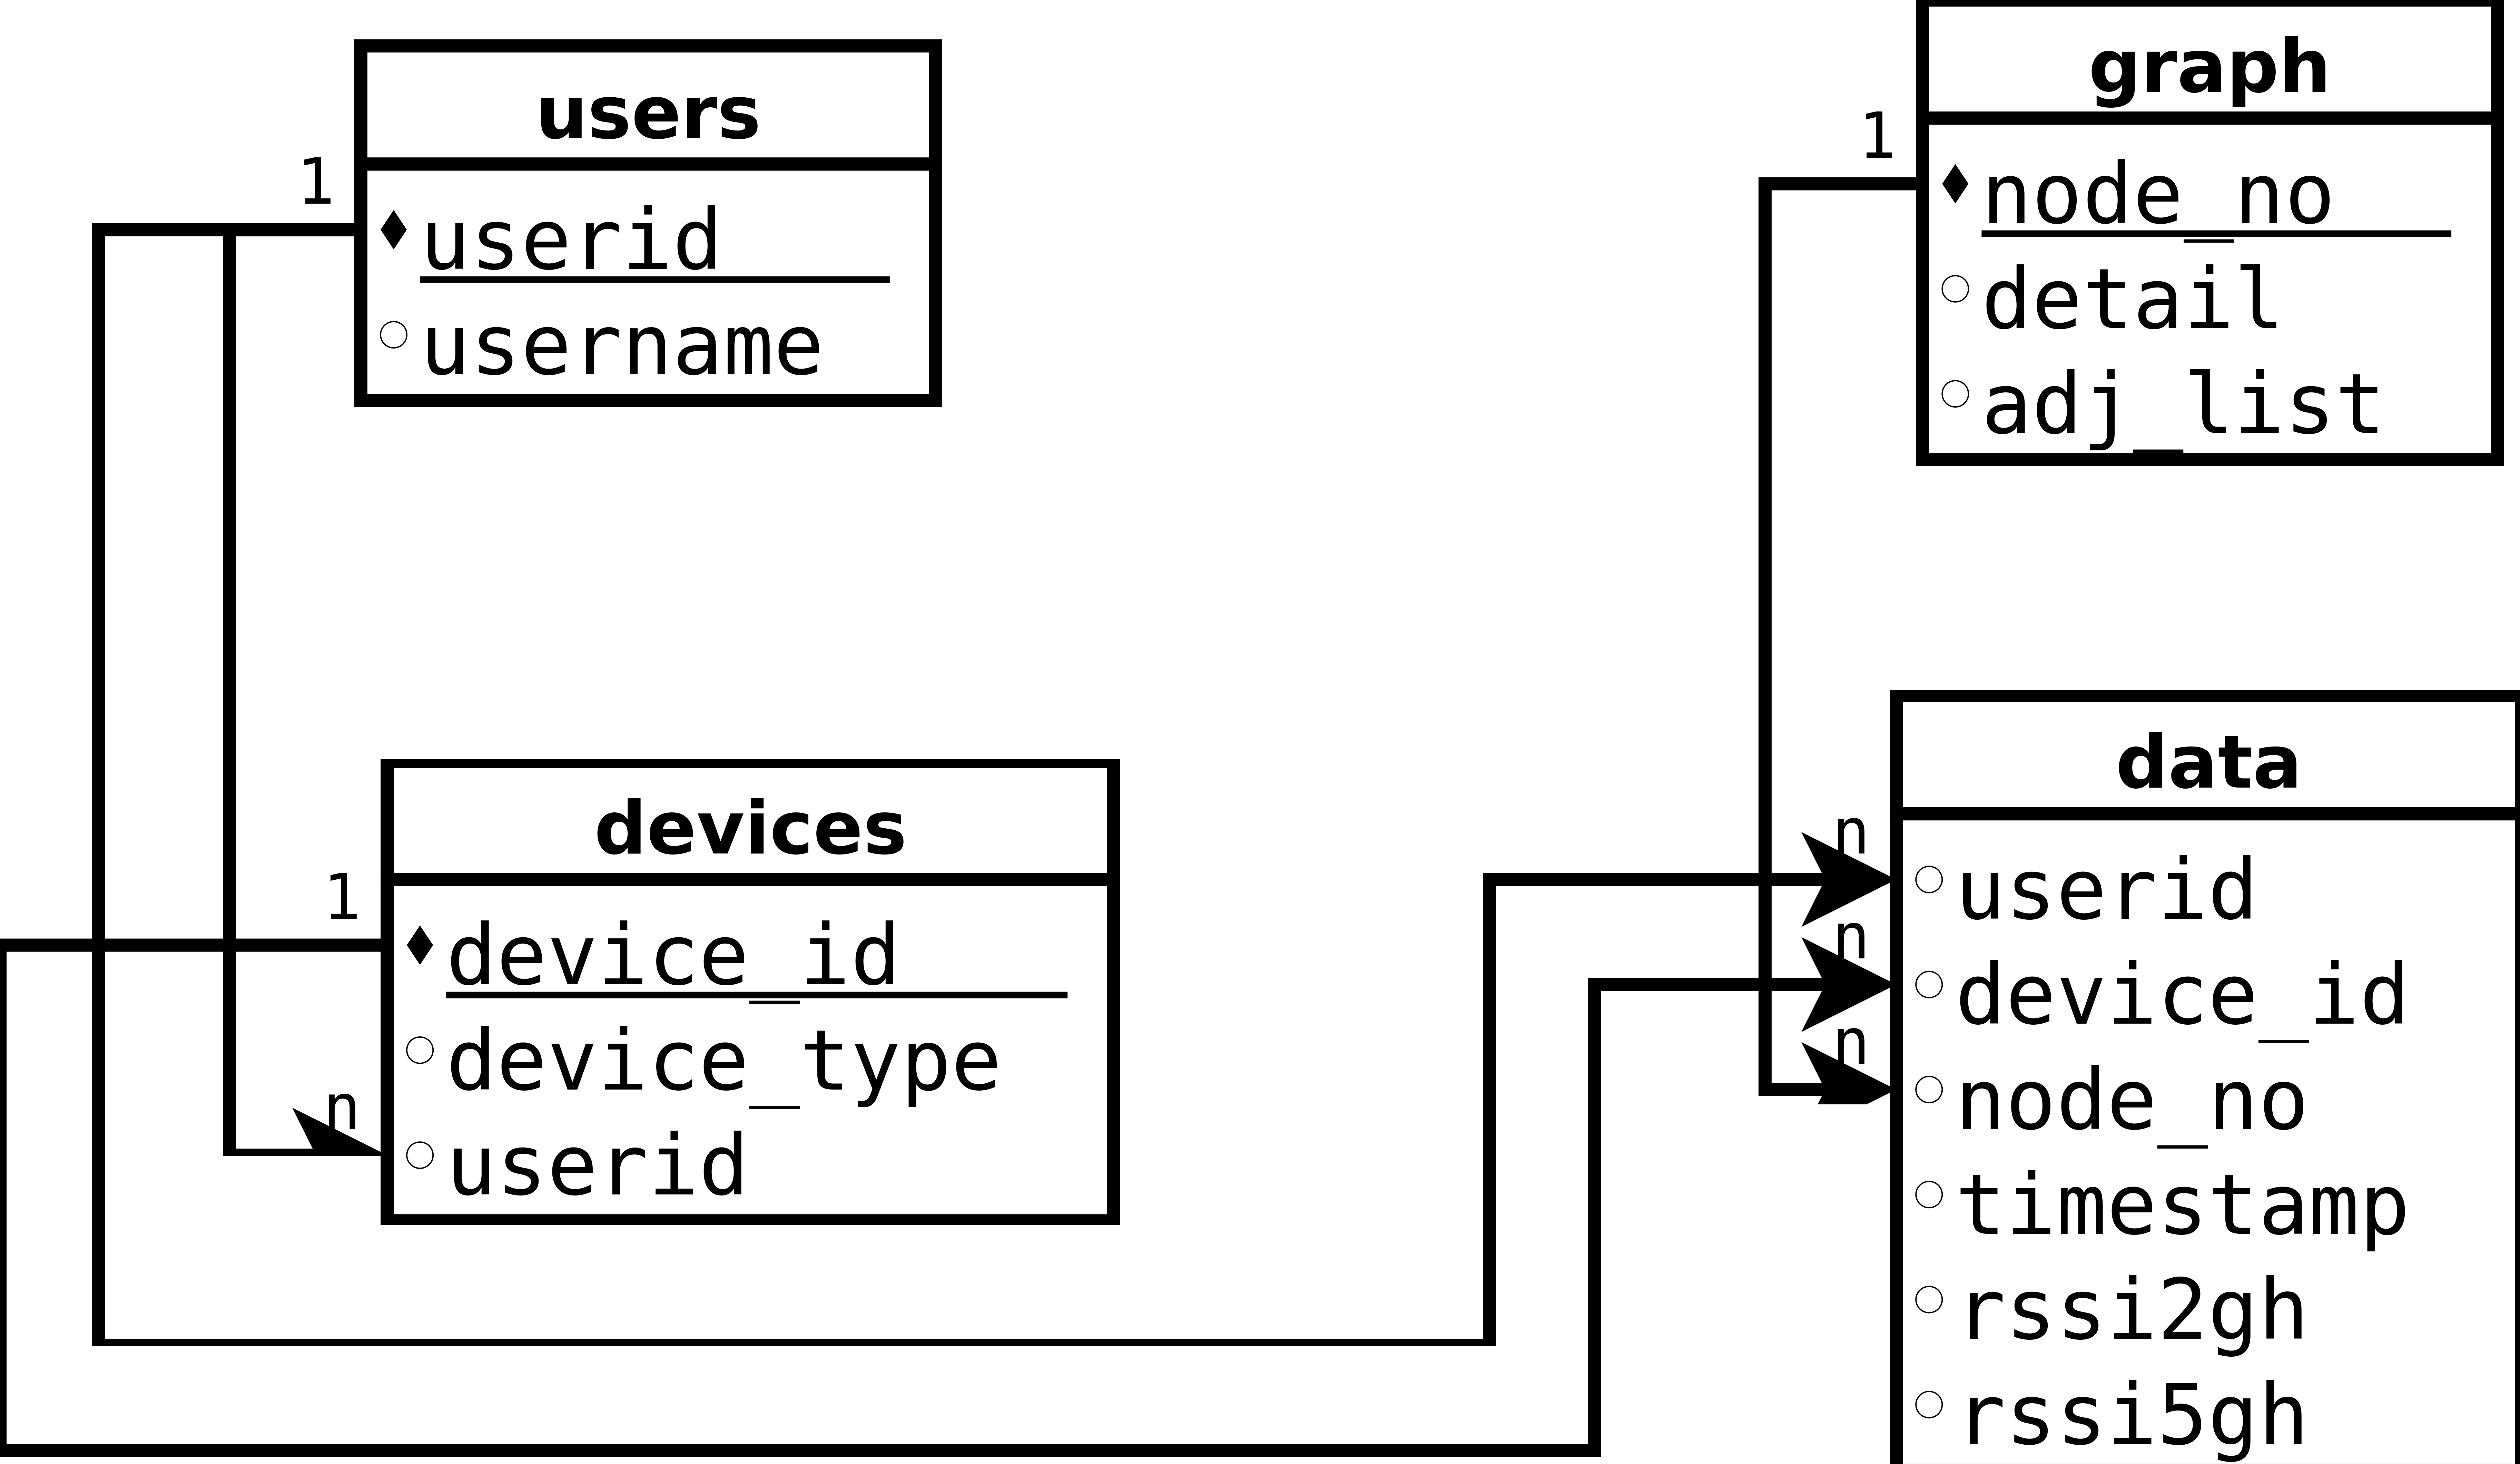 users
1
userid
username
graph
1
node_no
detail
adj_list
devices
1
device_id
device_type
n
userid
data
n
userid
n
device_id
n
node_no
timestamp
rssi2gh
rssi5gh